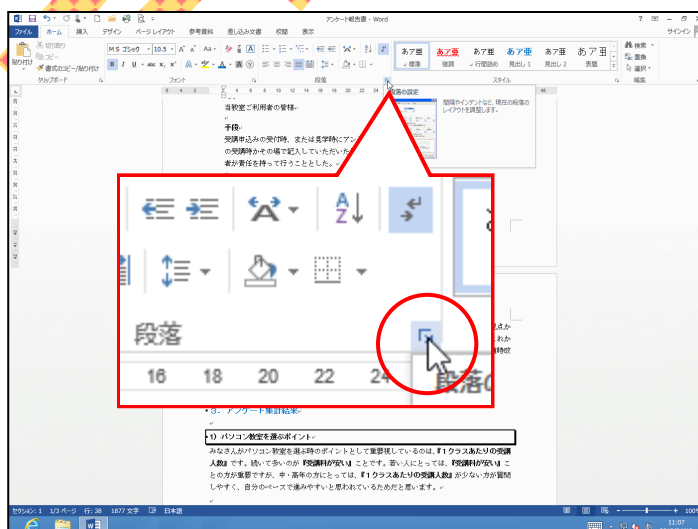 アンケート報告書 - Word
サインイン
ファイル ホーム 挿入 デザイン ページ レイアウト 参考資料 差し込み文書 校閲 表示
貼り付け
切り取り
コピー
書式のコピー/貼り付け
MS ゴシック 10.5
あア亜 標準
あア亜 強調
あア亜 行間詰め
あア亜 見出し 1
あア亜 見出し 2
あア亜 表題
検索
置換
選択
クリップボード フォント 段落 スタイル 編集
段落の設定
間隔やインデントなど、現在の段落の
レイアウトを調整します。
当教室ご利用者の皆様
手段
受講申込みの受付時、または見学時にアン
の受講時かその場で記入していただいた
者が責任を持って行うこととした。
A
Z
段落
16 18 20 22 24
段落の
・3. アンケート集計結果
・1) パソコン教室を選ぶポイント
みなさんがパソコン教室を選ぶ時のポイントとして重要視しているのは、『1クラスあたりの受講
人数』です。続いて多いのが『受講料が安い』ことです。若い人にとっては、『受講料が安い』こ
との方が重要ですが、中・高年の方にとっては、『1クラスあたりの受講人数』が少ない方が質問
しやすく、自分のペースで進みやすいと思われているためだと思います。
セクション: 1 1/3 ページ 行: 38 1877 文字 日本語 100%
11:07